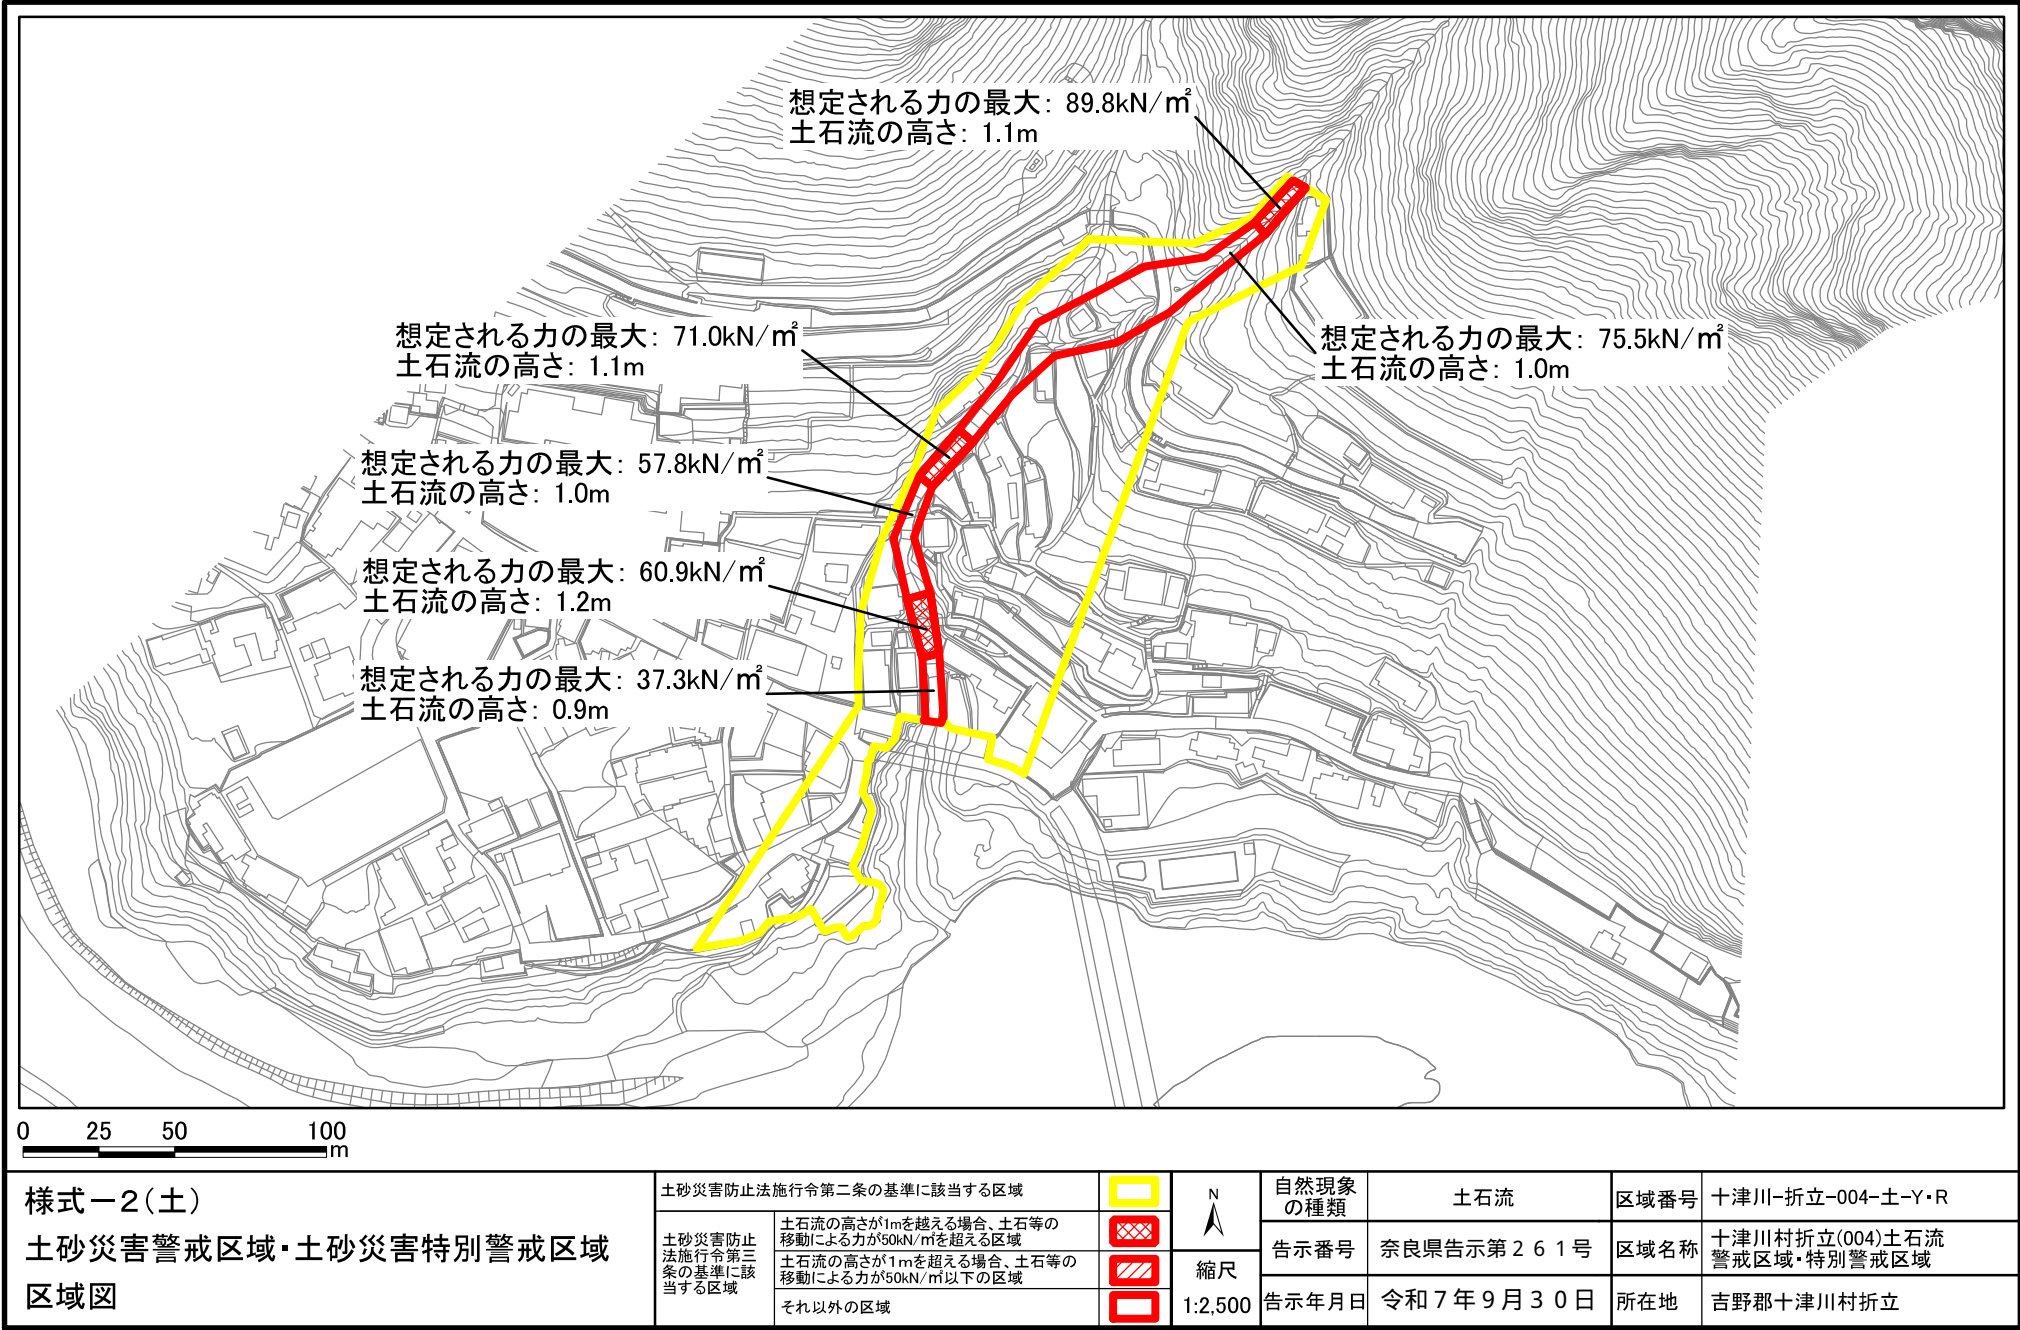 想定される力の最大: 89.8kN/㎡
土石流の高さ: 1.1m
想定される力の最大: 71.0kN/㎡
土石流の高さ: 1.1m
想定される力の最大: 75.5kN/㎡
土石流の高さ: 1.0m
想定される力の最大: 57.8kN/㎡
土石流の高さ: 1.0m
想定される力の最大: 60.9kN/㎡
土石流の高さ: 1.2m
想定される力の最大: 37.3kN/㎡
土石流の高さ: 0.9m
0 25 50 100
m
様式－2(土)
土砂災害警戒区域・土砂災害特別警戒区域
区域図
土砂災害防止法施行令第二条の基準に該当する区域
土砂災害防止
法施行令第三
条の基準に該
当する区域
土石流の高さが1mを越える場合、土石等の
移動による力が50kN/㎡を超える区域
土石流の高さが1mを超える場合、土石等の
移動による力が50kN/㎡以下の区域
それ以外の区域
N
縮尺
1:2,500
自然現象
の種類
土石流
告示番号
奈良県告示第261号
告示年月日
令和7年9月30日
区域番号
十津川-折立-004-土-Y・R
区域名称
十津川村折立(004)土石流
警戒区域・特別警戒区域
所在地
吉野郡十津川村折立